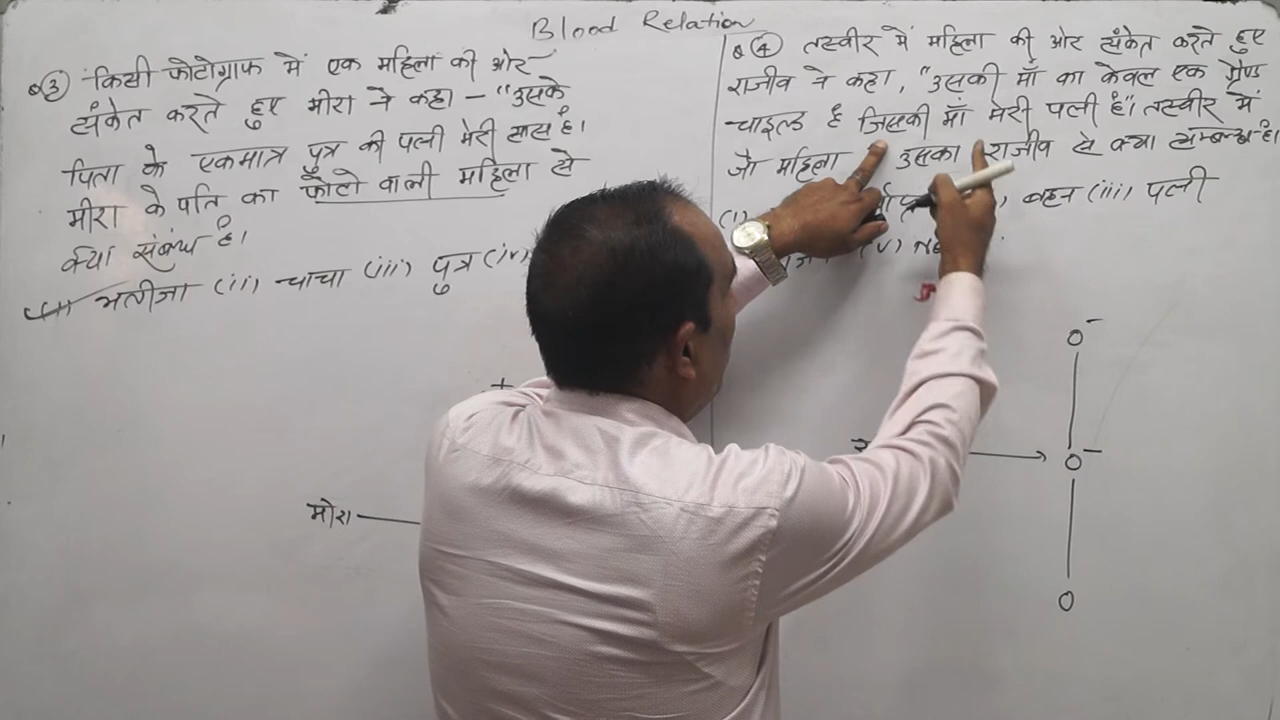 Blood Relation
Q③ किसी फोटोग्राफ में एक महिला की ओर
संकेत करते हुए मीरा ने कहा - "उसके
पिता के एकमात्र पुत्र की पत्नी मेरी सास है।
मीरा के पति का फोटो वाली महिला से
क्या संबंध है।
भतीजा (ii) चाचा (iii) पुत्र (iv)
मीरा
Q④ तस्वीर में महिला की ओर संकेत करते हुए
राजीव ने कहा, "उसकी माँ का केवल एक ग्रैण्ड
चाइल्ड है जिसकी माँ मेरी पत्नी है" तस्वीर में
जो महिला उसका राजीव से क्या सम्बन्ध है।
(i) बहन (iii) पत्नी
(v)